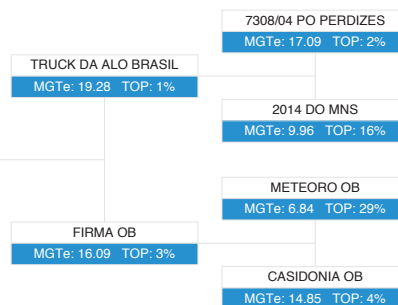 7308/04 PO PERDIZES
MGTe: 17.09 TOP: 2%
TRUCK DA ALO BRASIL
MGTe: 19.28 TOP: 1%
2014 DO MNS
MGTe: 9.96 TOP: 16%
METEORO OB
MGTe: 6.84 TOP: 29%
FIRMA OB
MGTe: 16.09 TOP: 3%
CASIDONIA OB
MGTe: 14.85 TOP: 4%